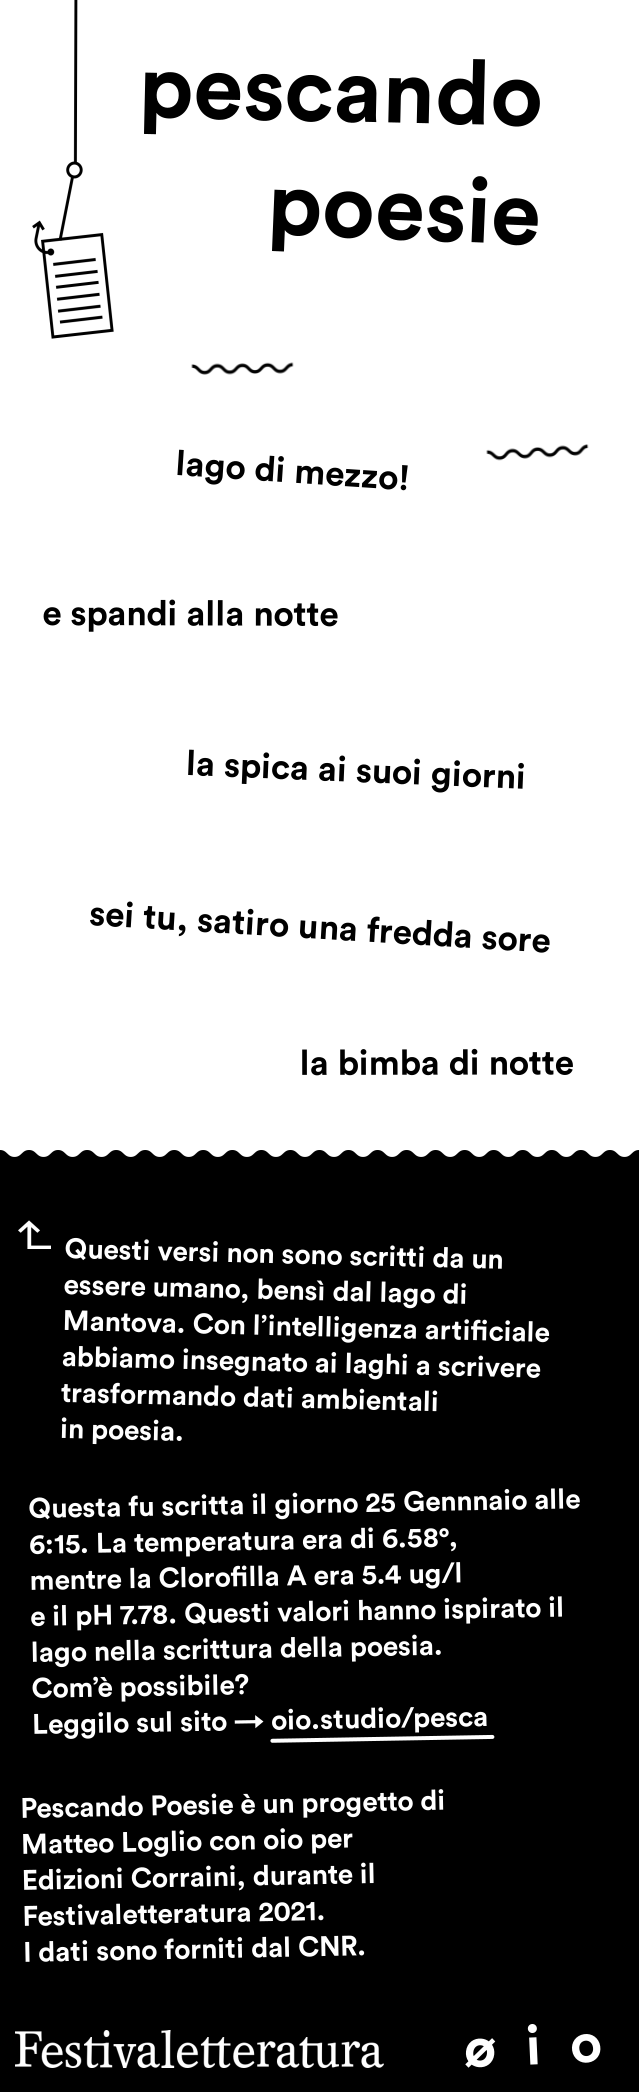 pescando
poesie
lago di mezzo!
e spandi alla notte
la spica ai suoi giorni
sei tu, satiro una fredda sore
la bimba di notte
Questi versi non sono scritti da un
essere umano, bensì dal lago di
Mantova. Con l'intelligenza artificiale
abbiamo insegnato ai laghi a scrivere
trasformando dati ambientali
in poesia.
Questa fu scritta il giorno 25 Gennnaio alle
6:15. La temperatura era di 6.58°,
mentre la Clorofilla A era 5.4 ug/l
e il pH 7.78. Questi valori hanno ispirato il
lago nella scrittura della poesia.
Com'è possibile?
Leggilo sul sito → oio.studio/pesca
Pescando Poesie è un progetto di
Matteo Loglio con oio per
Edizioni Corraini, durante il
Festivaletteratura 2021.
I dati sono forniti dal CNR.
Festivaletteratura ø i o